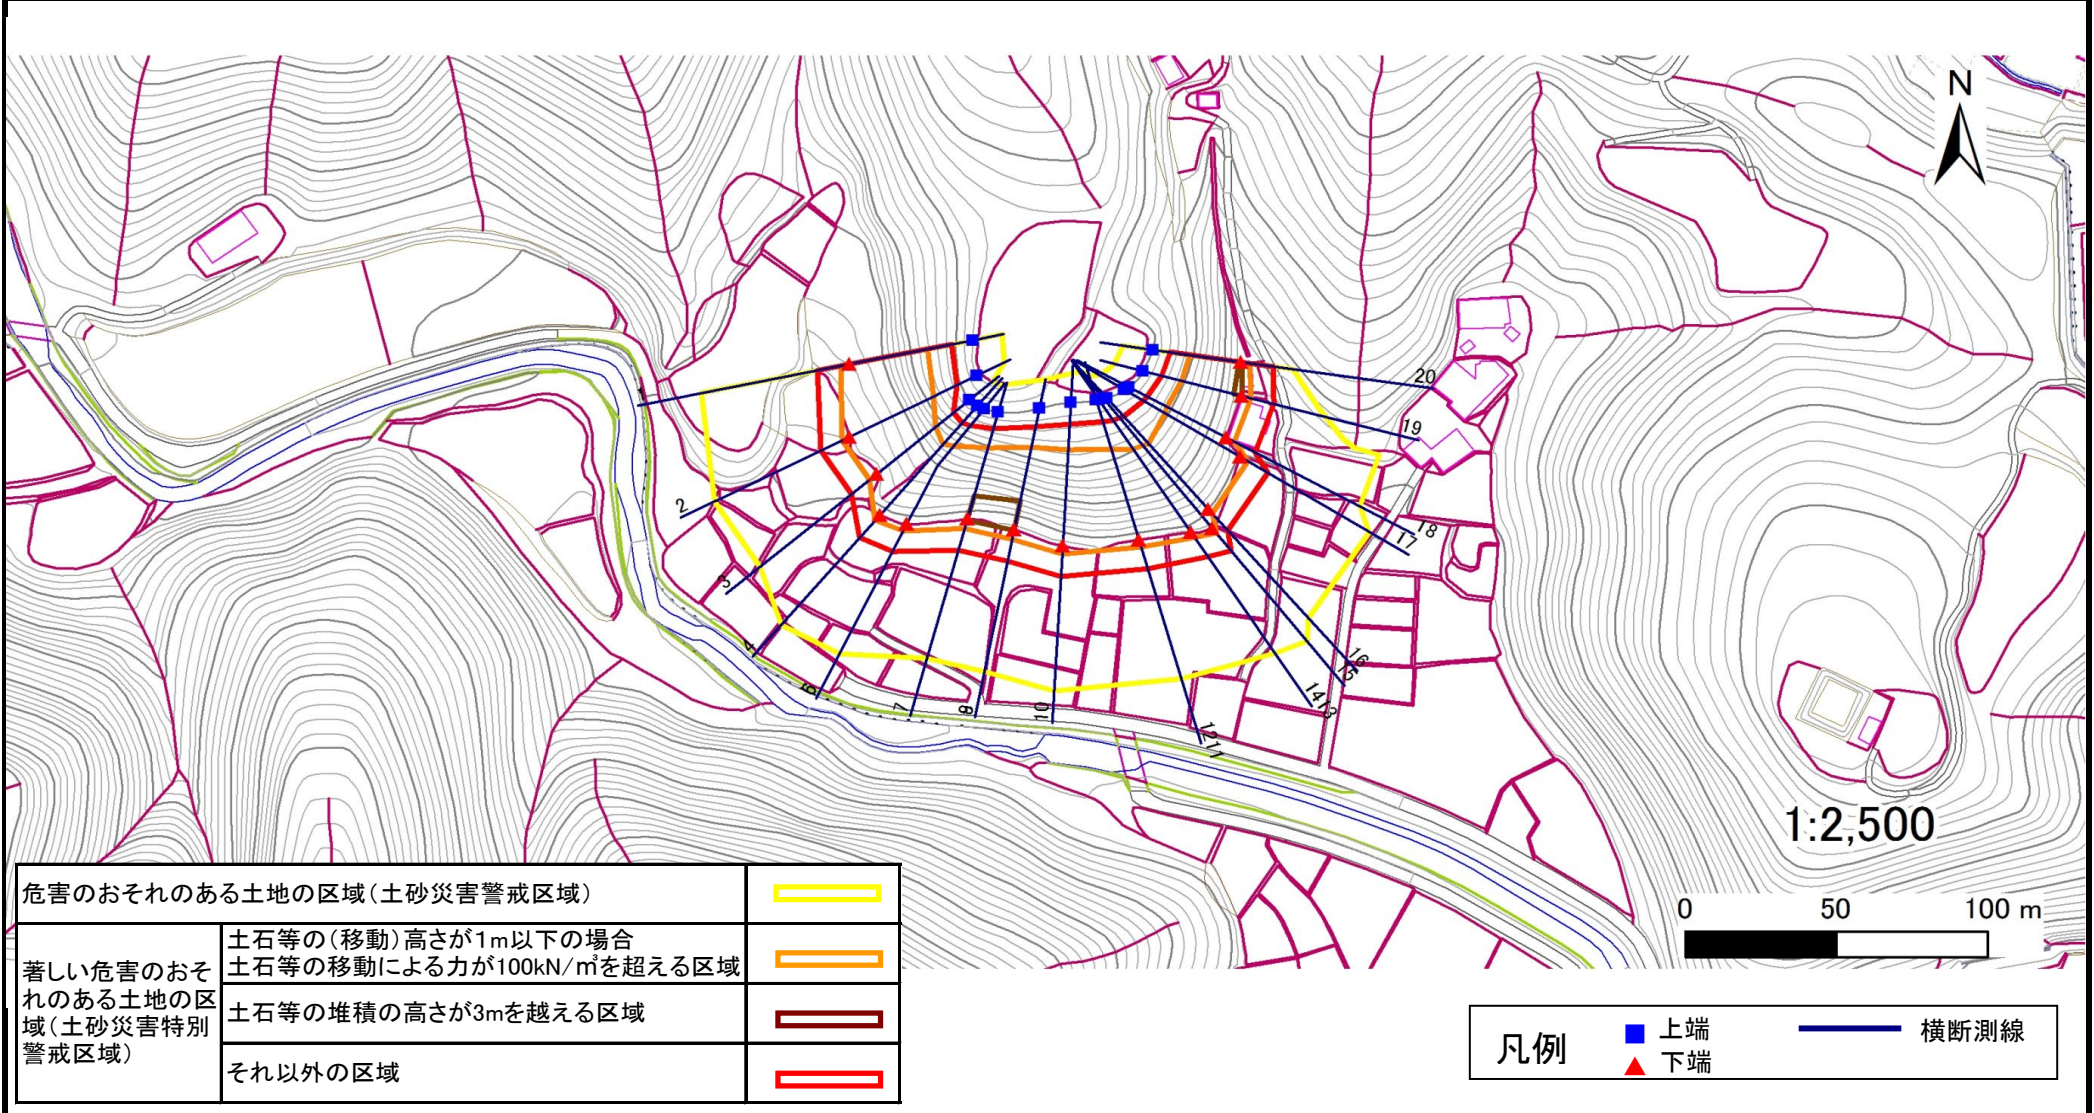 N
1
2
3
4
6
7
8
10
1211
1413
15
16
17
18
19
20
1:2,500
0 50 100 m
危害のおそれのある土地の区域(土砂災害警戒区域)
著しい危害のおそ
れのある土地の区
域(土砂災害特別
警戒区域)
土石等の(移動)高さが1m以下の場合
土石等の移動による力が100kN/㎡を超える区域
土石等の堆積の高さが3mを越える区域
それ以外の区域
凡例
上端
下端
横断測線